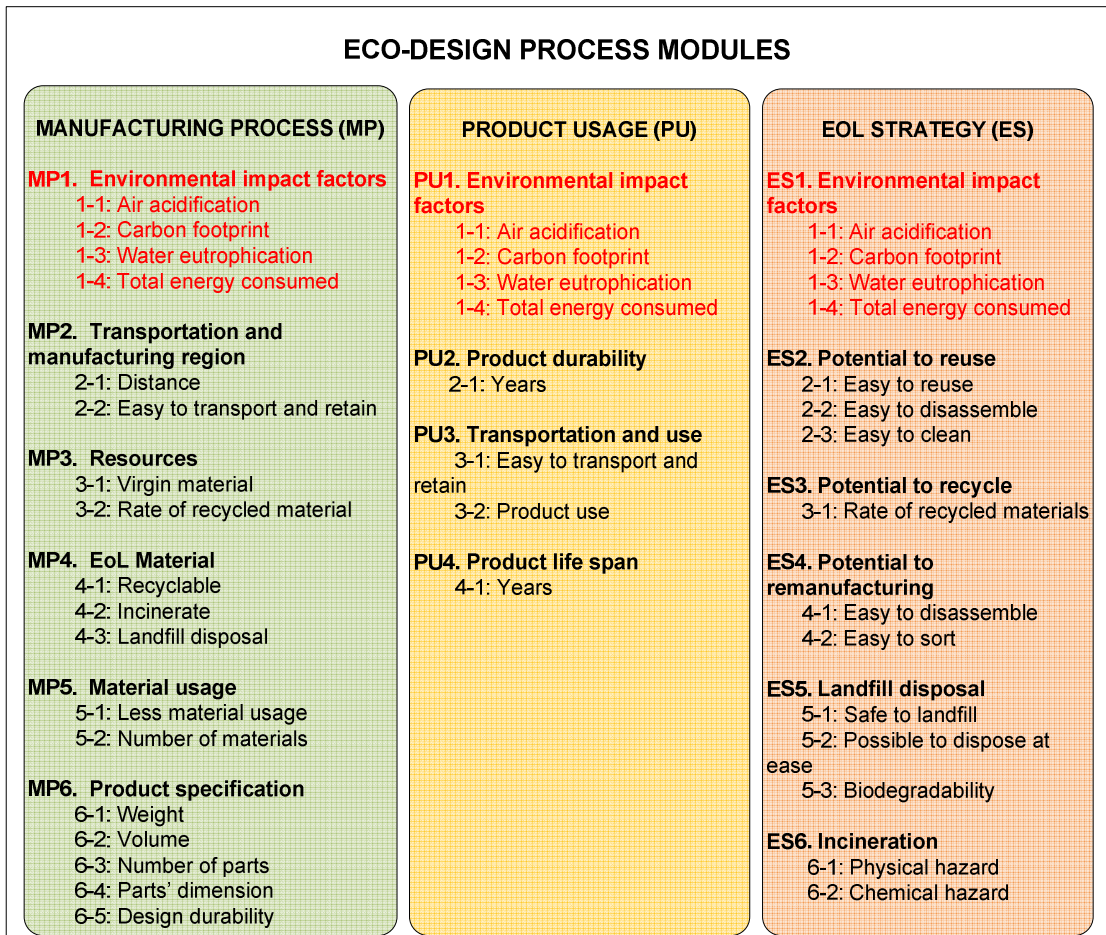 ECO-DESIGN PROCESS MODULES
MANUFACTURING PROCESS (MP)
MP1. Environmental impact factors
1-1: Air acidification
1-2: Carbon footprint
1-3: Water eutrophication
1-4: Total energy consumed
MP2. Transportation and
manufacturing region
2-1: Distance
2-2: Easy to transport and retain
MP3. Resources
3-1: Virgin material
3-2: Rate of recycled material
MP4. EoL Material
4-1: Recyclable
4-2: Incinerate
4-3: Landfill disposal
MP5. Material usage
5-1: Less material usage
5-2: Number of materials
MP6. Product specification
6-1: Weight
6-2: Volume
6-3: Number of parts
6-4: Parts’ dimension
6-5: Design durability
PRODUCT USAGE (PU)
PU1. Environmental impact
factors
1-1: Air acidification
1-2: Carbon footprint
1-3: Water eutrophication
1-4: Total energy consumed
PU2. Product durability
2-1: Years
PU3. Transportation and use
3-1: Easy to transport and
retain
3-2: Product use
PU4. Product life span
4-1: Years
EOL STRATEGY (ES)
ES1. Environmental impact
factors
1-1: Air acidification
1-2: Carbon footprint
1-3: Water eutrophication
1-4: Total energy consumed
ES2. Potential to reuse
2-1: Easy to reuse
2-2: Easy to disassemble
2-3: Easy to clean
ES3. Potential to recycle
3-1: Rate of recycled materials
ES4. Potential to
remanufacturing
4-1: Easy to disassemble
4-2: Easy to sort
ES5. Landfill disposal
5-1: Safe to landfill
5-2: Possible to dispose at
ease
5-3: Biodegradability
ES6. Incineration
6-1: Physical hazard
6-2: Chemical hazard